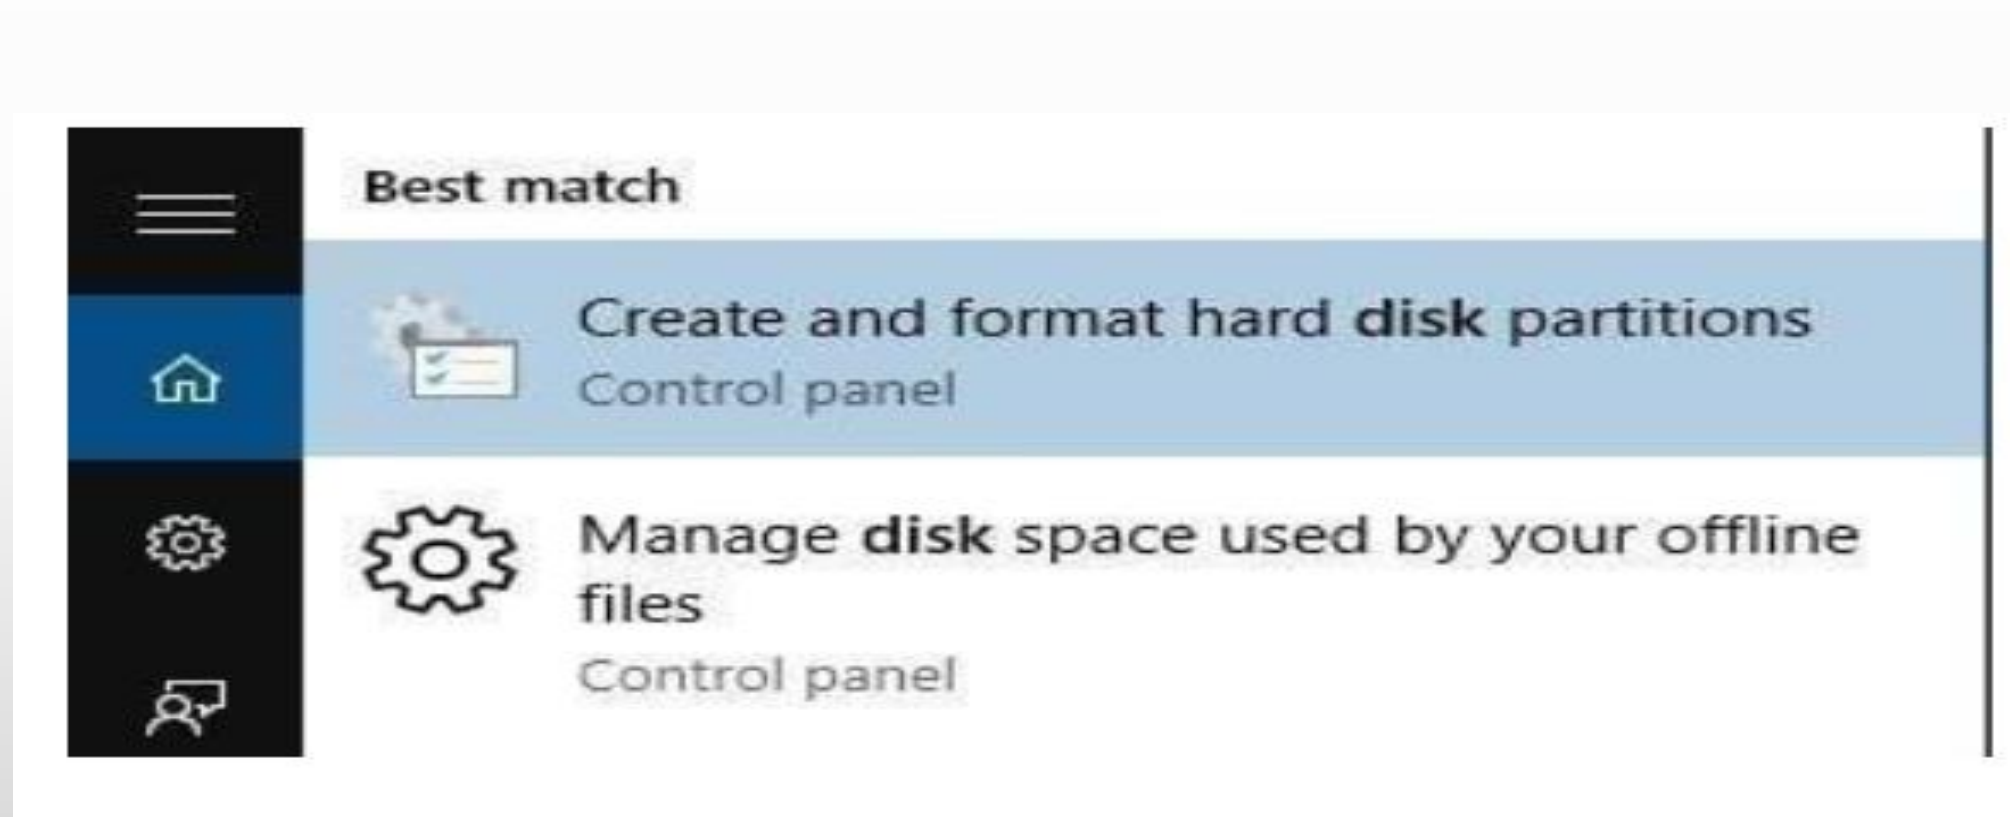 Best match
Create and format hard disk partitions
Control panel
Manage disk space used by your offline
files
Control panel